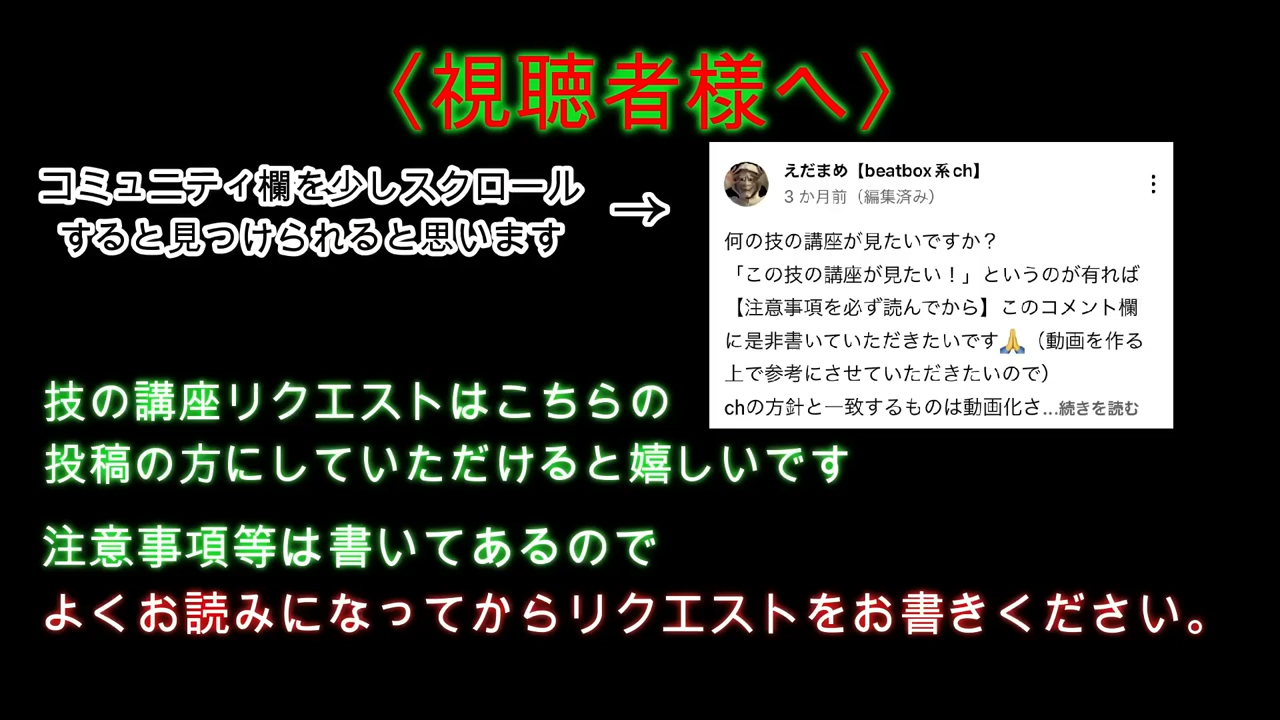 〈視聴者様へ〉
コミュニティ欄を少しスクロール
すると見つけられると思います
→
えだまめ【beatbox系ch】
3 か月前（編集済み）
何の技の講座が見たいですか？
「この技の講座が見たい！」というのが有れば
【注意事項を必ず読んでから】このコメント欄
に是非書いていただきたいです🙏（動画を作る
上で参考にさせていただきたいので）
chの方針と一致するものは動画化さ...続きを読む
技の講座リクエストはこちらの
投稿の方にしていただけると嬉しいです
注意事項等は書いてあるので
よくお読みになってからリクエストをお書きください。